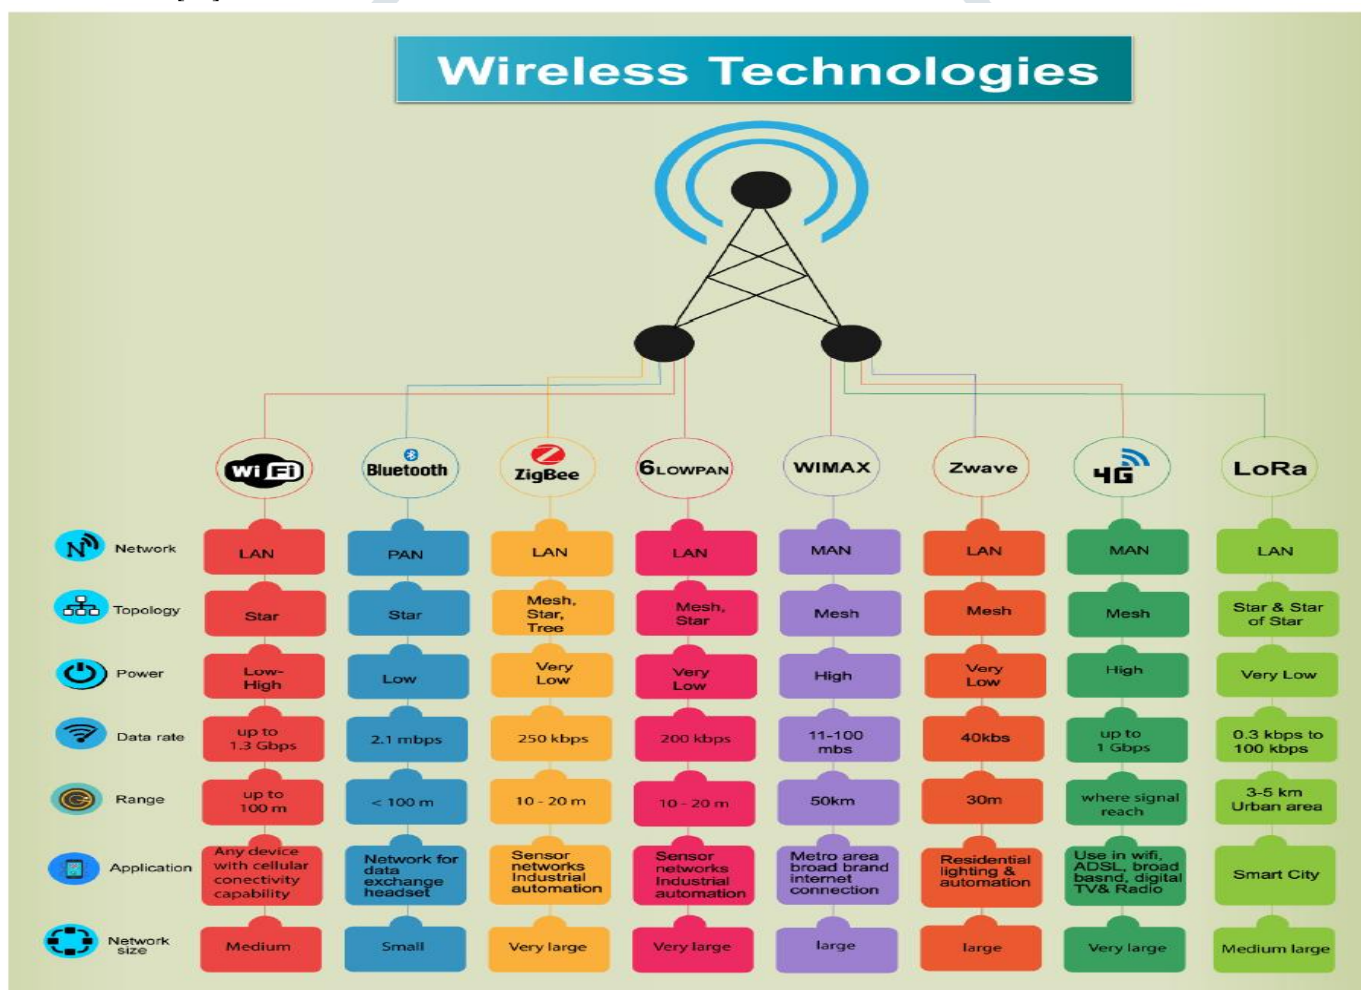 Wireless Technologies
Wi Fi
Bluetooth
ZigBee
6LOWPAN
WIMAX
Zwave
4G
LoRa
Network
LAN
PAN
LAN
LAN
MAN
LAN
MAN
LAN
Topology
Star
Star
Mesh,
Star,
Tree
Mesh,
Star
Mesh
Mesh
Mesh
Star & Star
of Star
Power
Low-
High
Low
Very
Low
Very
Low
High
Very
Low
High
Very Low
Data rate
up to
1.3 Gbps
2.1 mbps
250 kbps
200 kbps
11-100
mbs
40kbs
up to
1 Gbps
0.3 kbps to
100 kbps
Range
up to
100 m
< 100 m
10 - 20 m
10 - 20 m
50km
30m
where signal
reach
3-5 km
Urban area
Application
Any device
with cellular
conectivity
capability
Network for
data
exchange
headset
Sensor
networks
Industrial
automation
Sensor
networks
Industrial
automation
Metro area
broad brand
internet
connection
Residential
lighting &
automation
Use in wifi,
ADSL, broad
basnd, digital
TV& Radio
Smart City
Network
size
Medium
Small
Very large
Very large
large
large
Very large
Medium large